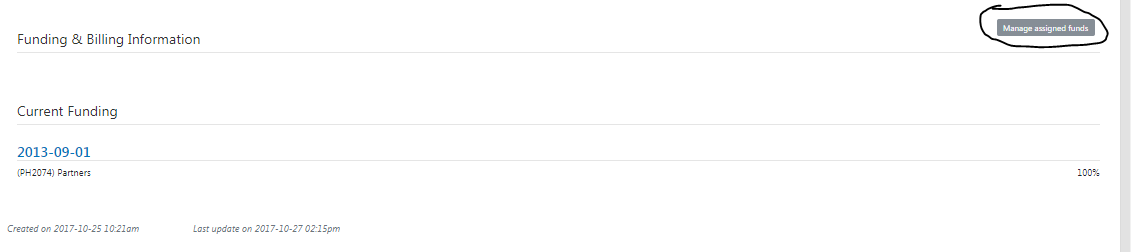 Manage assigned funds
Funding & Billing Information
Current Funding
2013-09-01
(PH2074) Partners 100%
Created on 2017-10-25 10:21am Last update on 2017-10-27 02:15pm